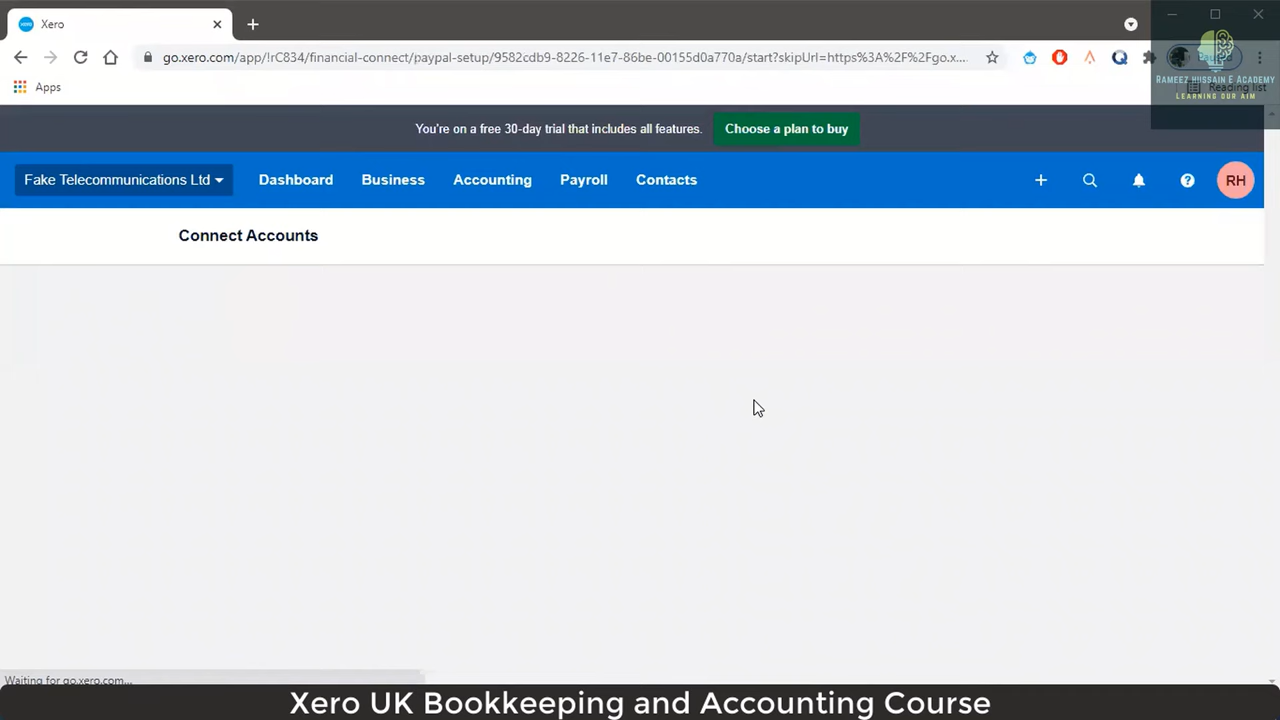 Xero
go.xero.com/app/!rC834/financial-connect/paypal-setup/9582cdb9-8226-11e7-86be-00155d0a770a/start?skipUrl=https%3A%2F%2Fgo.x...
Apps
Reading list
RAMEEZ HUSSAIN E ACADEMY
LEARNING OUR AIM
You're on a free 30-day trial that includes all features.
Choose a plan to buy
Fake Telecommunications Ltd
Dashboard
Business
Accounting
Payroll
Contacts
RH
Connect Accounts
Waiting for go.xero.com...
Xero UK Bookkeeping and Accounting Course